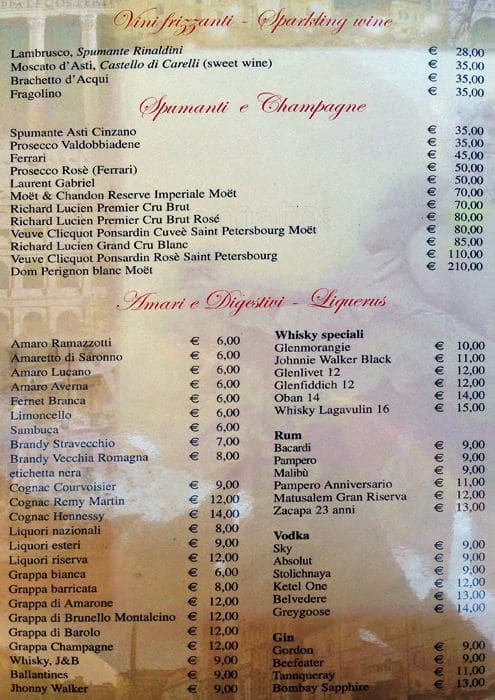 Vini frizzanti - Sparkling wine
Lambrusco, Spumante Rinaldini € 28,00
Moscato d'Asti, Castello di Carelli (sweet wine) € 35,00
Brachetto d'Acqui € 35,00
Fragolino € 35,00
Spumanti e Champagne
Spumante Asti Cinzano € 35,00
Prosecco Valdobbiadene € 35,00
Ferrari € 45,00
Prosecco Rosè (Ferrari) € 50,00
Laurent Gabriel € 50,00
Moët & Chandon Reserve Imperiale Moët € 70,00
Richard Lucien Premier Cru Brut € 70,00
Richard Lucien Premier Cru Brut Rosé € 80,00
Veuve Clicquot Ponsardin Cuveè Saint Petersbourg Moët € 80,00
Richard Lucien Grand Cru Blanc € 85,00
Veuve Clicquot Ponsardin Rosè Saint Petersbourg € 110,00
Dom Perignon blanc Moët € 210,00
Amari e Digestivi - Liquerus
Amaro Ramazzotti € 6,00
Amaretto di Saronno € 6,00
Amaro Lucano € 6,00
Amaro Averna € 6,00
Fernet Branca € 6,00
Limoncello € 6,00
Sambuca € 6,00
Brandy Stravecchio € 7,00
Brandy Vecchia Romagna € 8,00
etichetta nera
Cognac Courvoisier € 9,00
Cognac Remy Martin € 12,00
Cognac Hennessy € 14,00
Liquori nazionali € 8,00
Liquori esteri € 9,00
Liquori riserva € 12,00
Grappa bianca € 6,00
Grappa barricata € 8,00
Grappa di Amarone € 12,00
Grappa di Brunello Montalcino € 12,00
Grappa di Barolo € 12,00
Grappa Champagne € 12,00
Whisky, J&B € 9,00
Ballantines € 9,00
Jhonny Walker € 9,00
Whisky speciali
Glenmorangie € 10,00
Johnnie Walker Black € 11,00
Glenlivet 12 € 12,00
Glenfiddich 12 € 12,00
Oban 14 € 14,00
Whisky Lagavulin 16 € 15,00
Rum
Bacardi € 9,00
Pampero € 9,00
Malibù € 9,00
Pampero Anniversario € 11,00
Matusalem Gran Riserva € 12,00
Zacapa 23 anni € 13,00
Vodka
Sky € 9,00
Absolut € 9,00
Stolichnaya € 9,00
Ketel One € 12,00
Belvedere € 13,00
Greygoose € 14,00
Gin
Gordon € 9,00
Beefeater € 9,00
Tannqueray € 11,00
Bombay Sapphire € 13,00